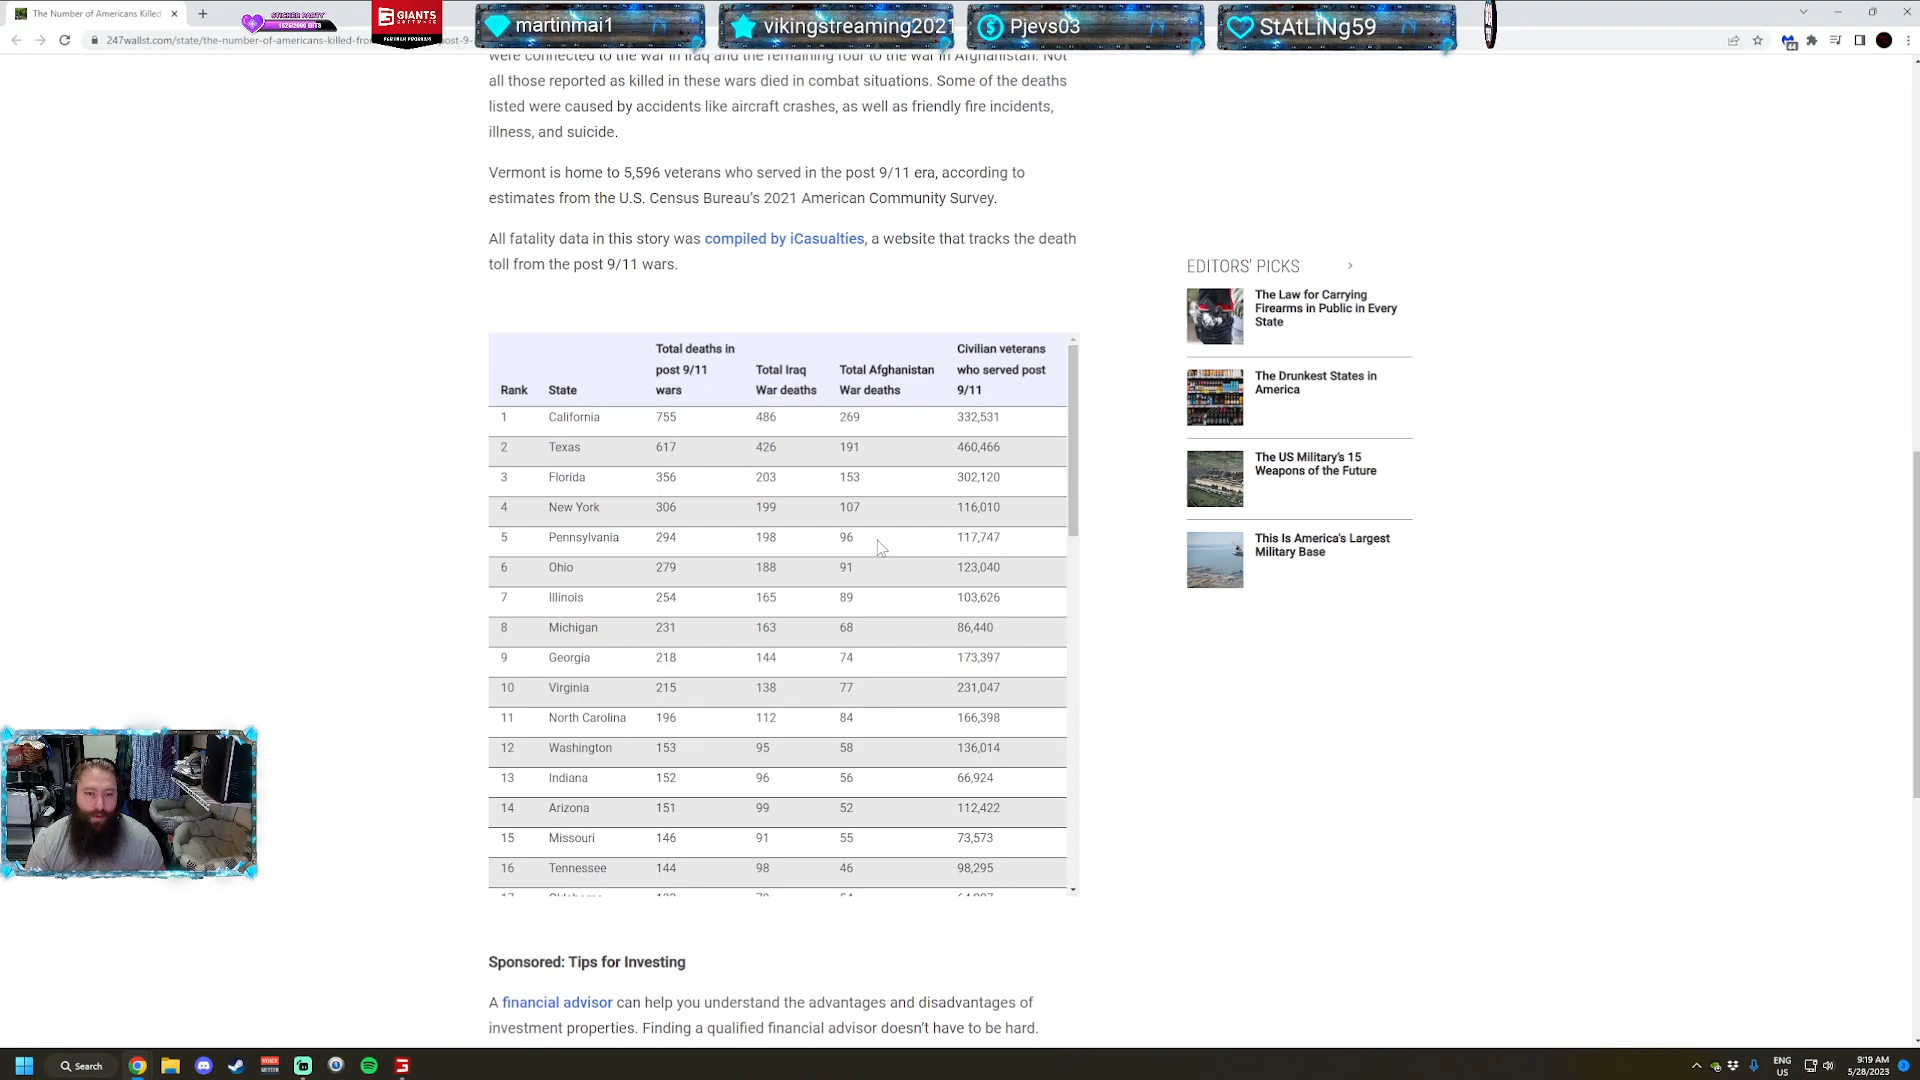 The Number of Americans Killed
STICKER PARTY
1525/2000 BITS
GIANTS
SOFTWARE
PARTNER PROGRAM
martinmai1
vikingstreaming2021
Pjevs03
StAtLiNg59
247wallst.com/state/the-number-of-americans-killed-fro
post-9-
were connected to the war in Iraq and the remaining four to the war in Afghanistan. Not
all those reported as killed in these wars died in combat situations. Some of the deaths
listed were caused by accidents like aircraft crashes, as well as friendly fire incidents,
illness, and suicide.
Vermont is home to 5,596 veterans who served in the post 9/11 era, according to
estimates from the U.S. Census Bureau's 2021 American Community Survey.
All fatality data in this story was compiled by iCasualties, a website that tracks the death
toll from the post 9/11 wars.
Rank State Total deaths in post 9/11 wars Total Iraq War deaths Total Afghanistan War deaths Civilian veterans who served post 9/11
1 California 755 486 269 332,531
2 Texas 617 426 191 460,466
3 Florida 356 203 153 302,120
4 New York 306 199 107 116,010
5 Pennsylvania 294 198 96 117,747
6 Ohio 279 188 91 123,040
7 Illinois 254 165 89 103,626
8 Michigan 231 163 68 86,440
9 Georgia 218 144 74 173,397
10 Virginia 215 138 77 231,047
11 North Carolina 196 112 84 166,398
12 Washington 153 95 58 136,014
13 Indiana 152 96 56 66,924
14 Arizona 151 99 52 112,422
15 Missouri 146 91 55 73,573
16 Tennessee 144 98 46 98,295
17 Oklahoma
EDITORS' PICKS
The Law for Carrying
Firearms in Public in Every
State
The Drunkest States in
America
The US Military's 15
Weapons of the Future
This Is America's Largest
Military Base
Sponsored: Tips for Investing
A financial advisor can help you understand the advantages and disadvantages of
investment properties. Finding a qualified financial advisor doesn't have to be hard.
Search
ENG
US
9:19 AM
5/28/2023